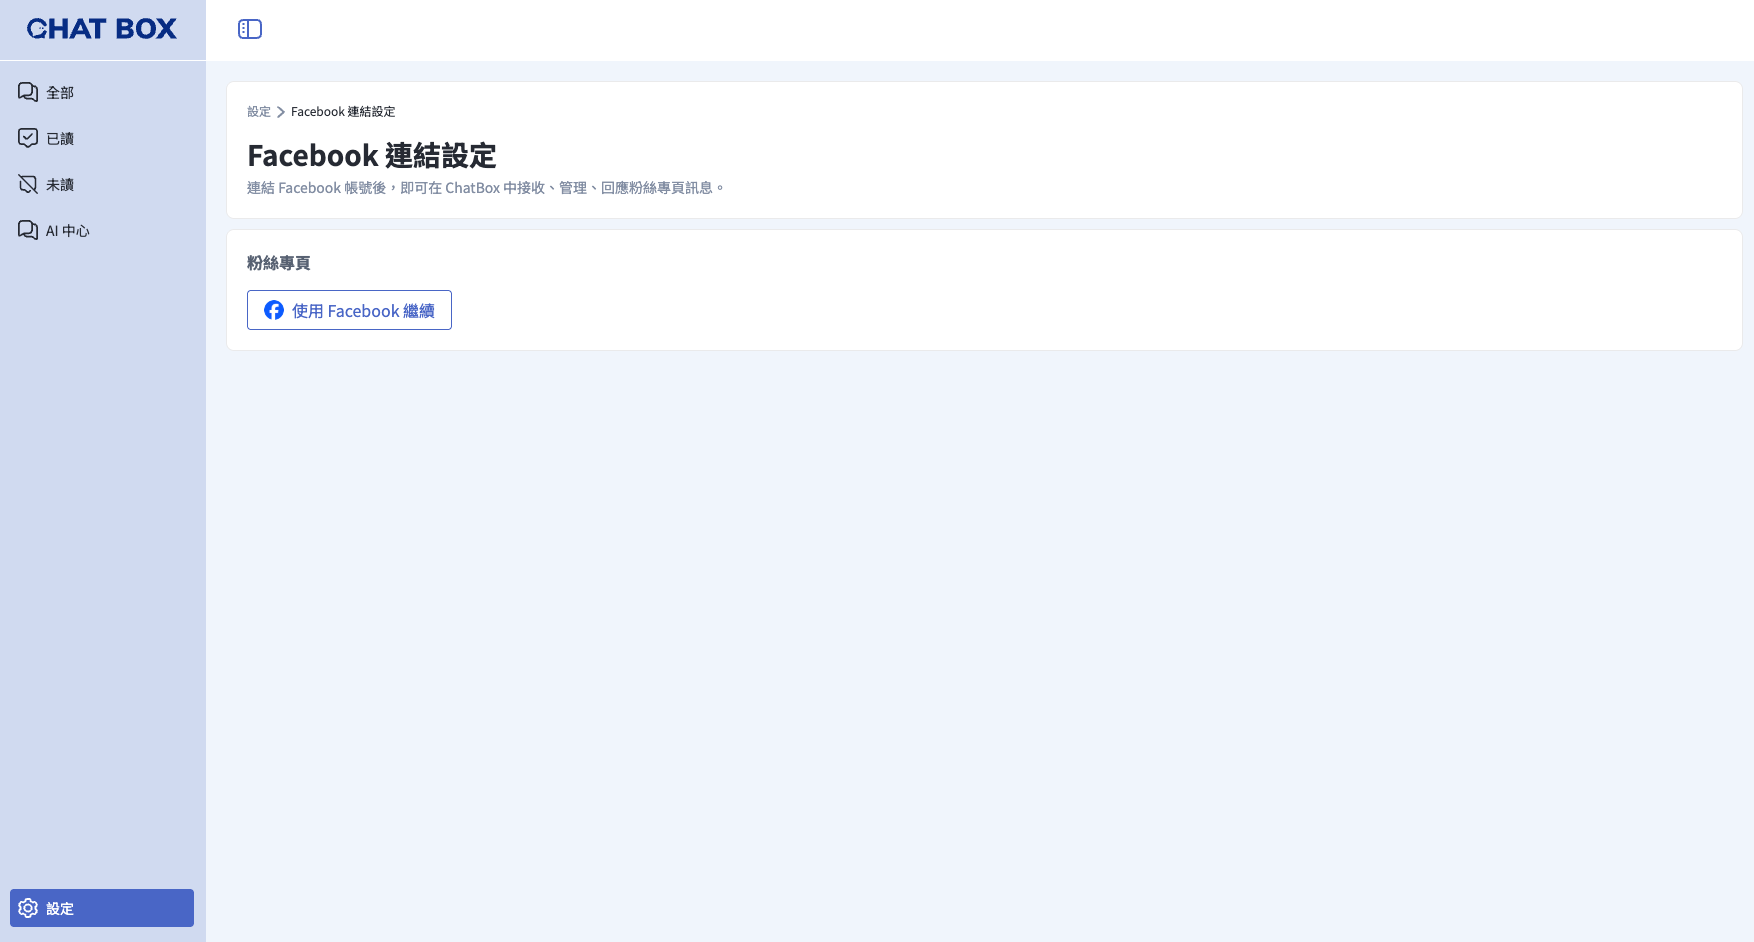 CHAT BOX
全部
已讀
未讀
AI 中心
設定
設定 > Facebook 連結設定
Facebook 連結設定
連結 Facebook 帳號後，即可在 ChatBox 中接收、管理、回應粉絲專頁訊息。
粉絲專頁
使用 Facebook 繼續